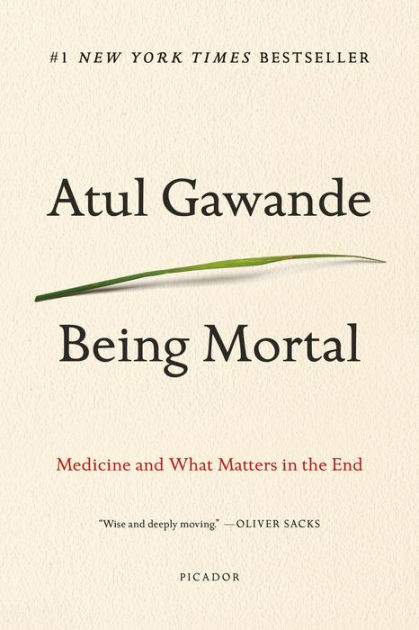 #1 NEW YORK TIMES BESTSELLER
Atul Gawande
Being Mortal
Medicine and What Matters in the End
“Wise and deeply moving.” —OLIVER SACKS
PICADOR